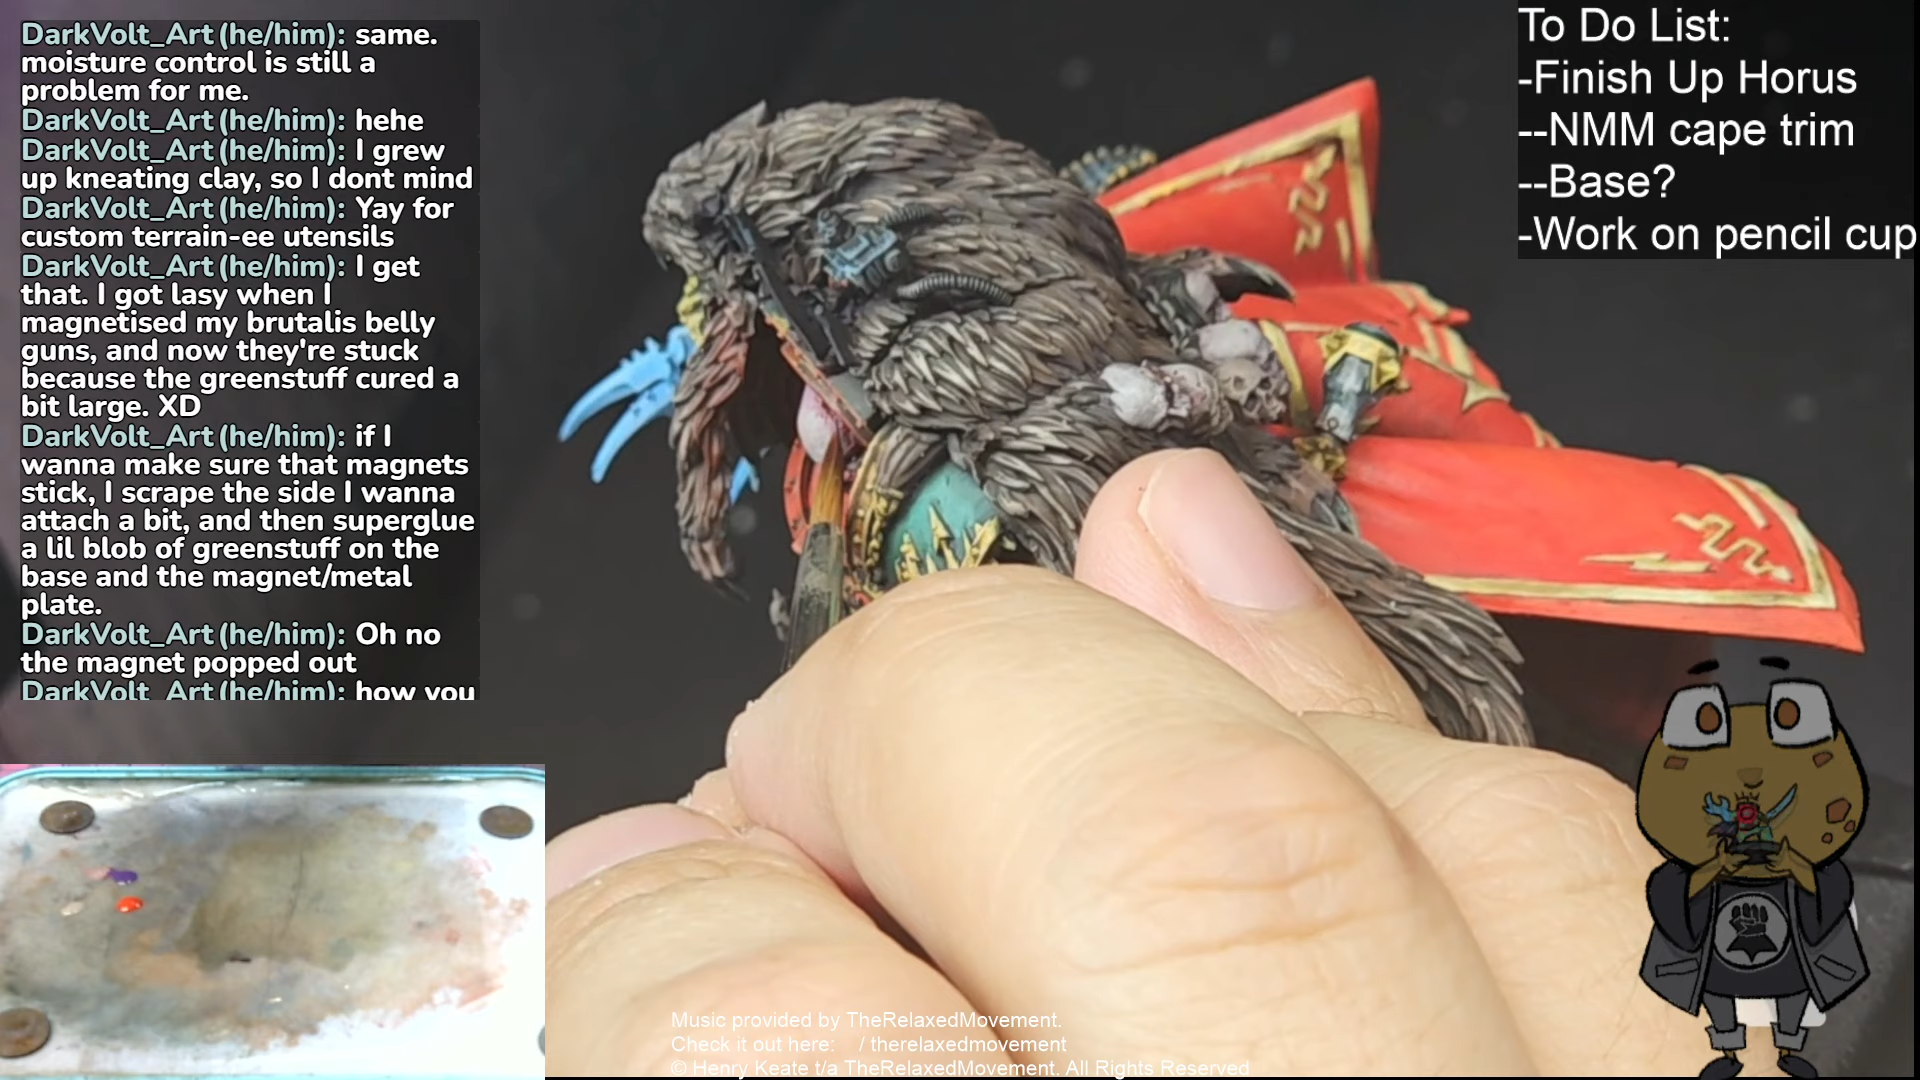 DarkVolt_Art (he/him): same.
moisture control is still a
problem for me.
DarkVolt_Art (he/him): hehe
DarkVolt_Art (he/him): I grew
up kneating clay, so I dont mind
DarkVolt_Art (he/him): Yay for
custom terrain-ee utensils
DarkVolt_Art (he/him): I get
that. I got lasy when I
magnetised my brutalis belly
guns, and now they're stuck
because the greenstuff cured a
bit large. XD
DarkVolt_Art (he/him): if I
wanna make sure that magnets
stick, I scrape the side I wanna
attach a bit, and then superglue
a lil blob of greenstuff on the
base and the magnet/metal
plate.
DarkVolt_Art (he/him): Oh no
the magnet popped out
DarkVolt_Art (he/him): how you
To Do List:
-Finish Up Horus
--NMM cape trim
--Base?
-Work on pencil cup
Music provided by TheRelaxedMovement.
Check it out here: / therelaxedmovement
© Henry Keate t/a TheRelaxedMovement. All Rights Reserved